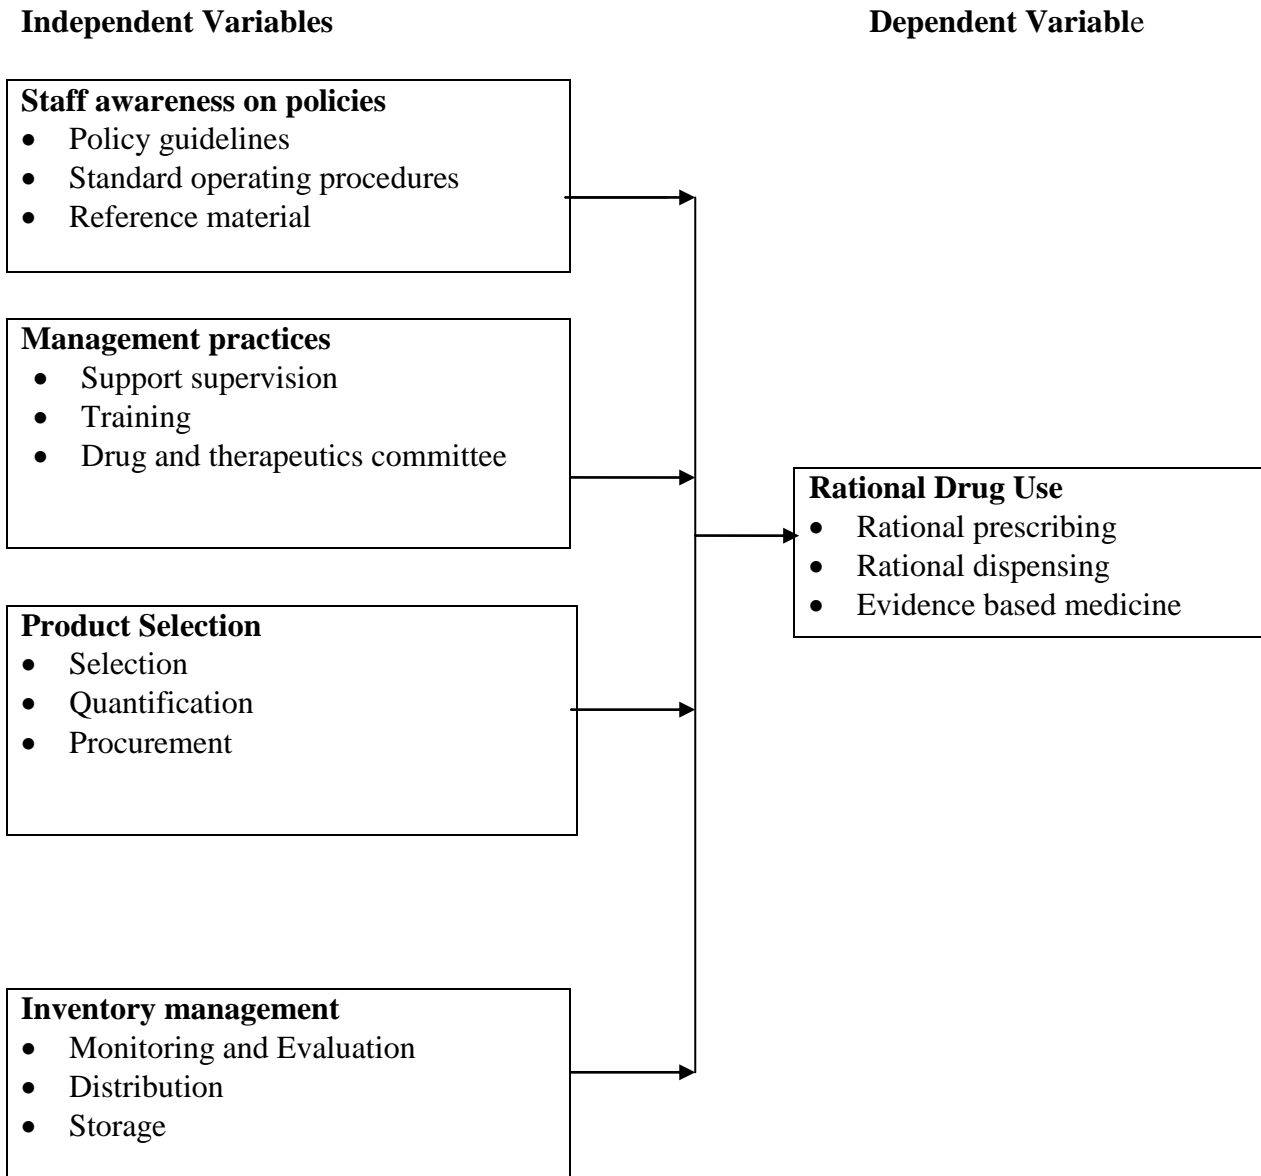 Independent Variables
Dependent Variable
Staff awareness on policies
• Policy guidelines
• Standard operating procedures
• Reference material
Management practices
• Support supervision
• Training
• Drug and therapeutics committee
Rational Drug Use
• Rational prescribing
• Rational dispensing
• Evidence based medicine
Product Selection
• Selection
• Quantification
• Procurement
Inventory management
• Monitoring and Evaluation
• Distribution
• Storage